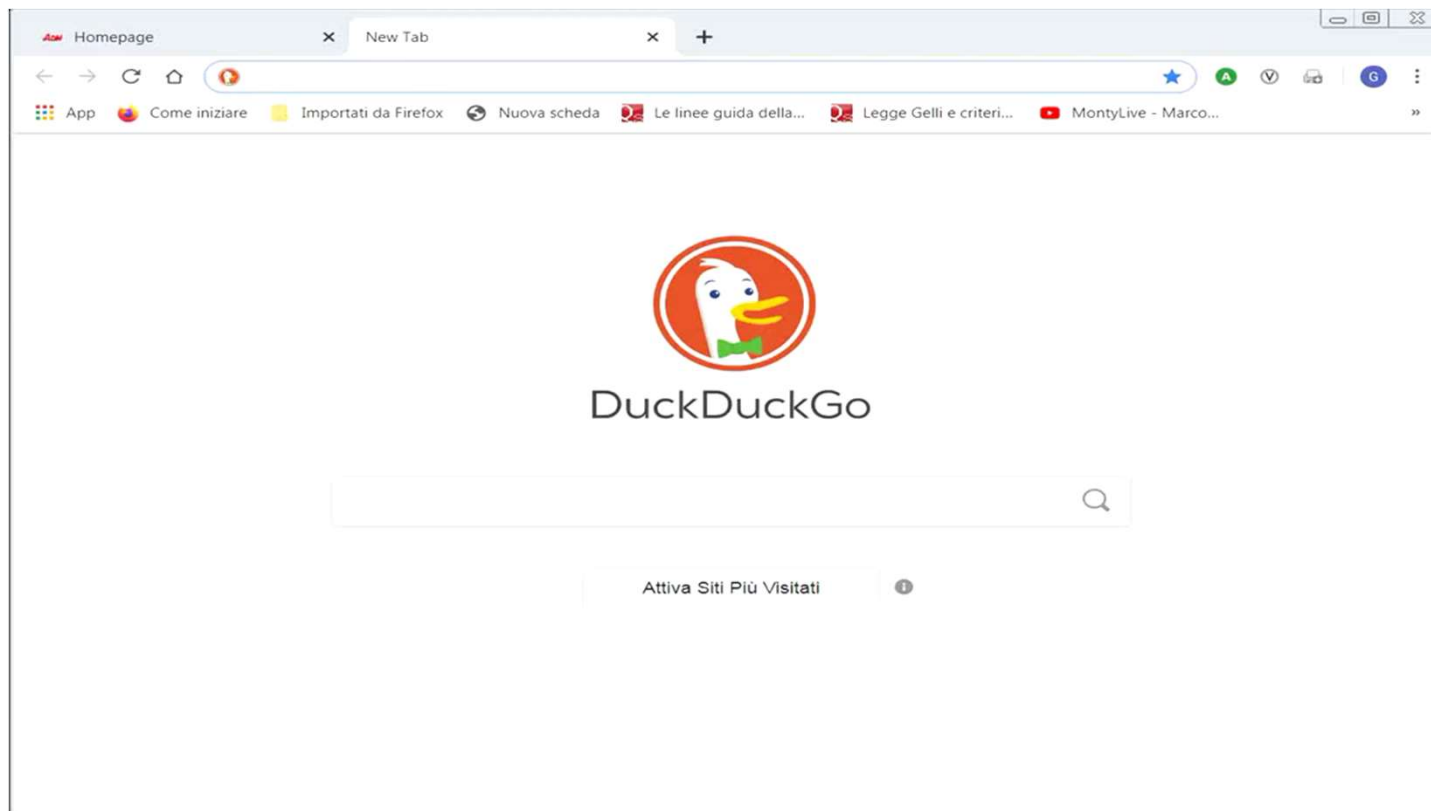 Aon Homepage New Tab
G
App Come iniziare Importati da Firefox Nuova scheda Le linee guida della... Legge Gelli e criteri... MontyLive - Marco... »
DuckDuckGo
Attiva Siti Più Visitati